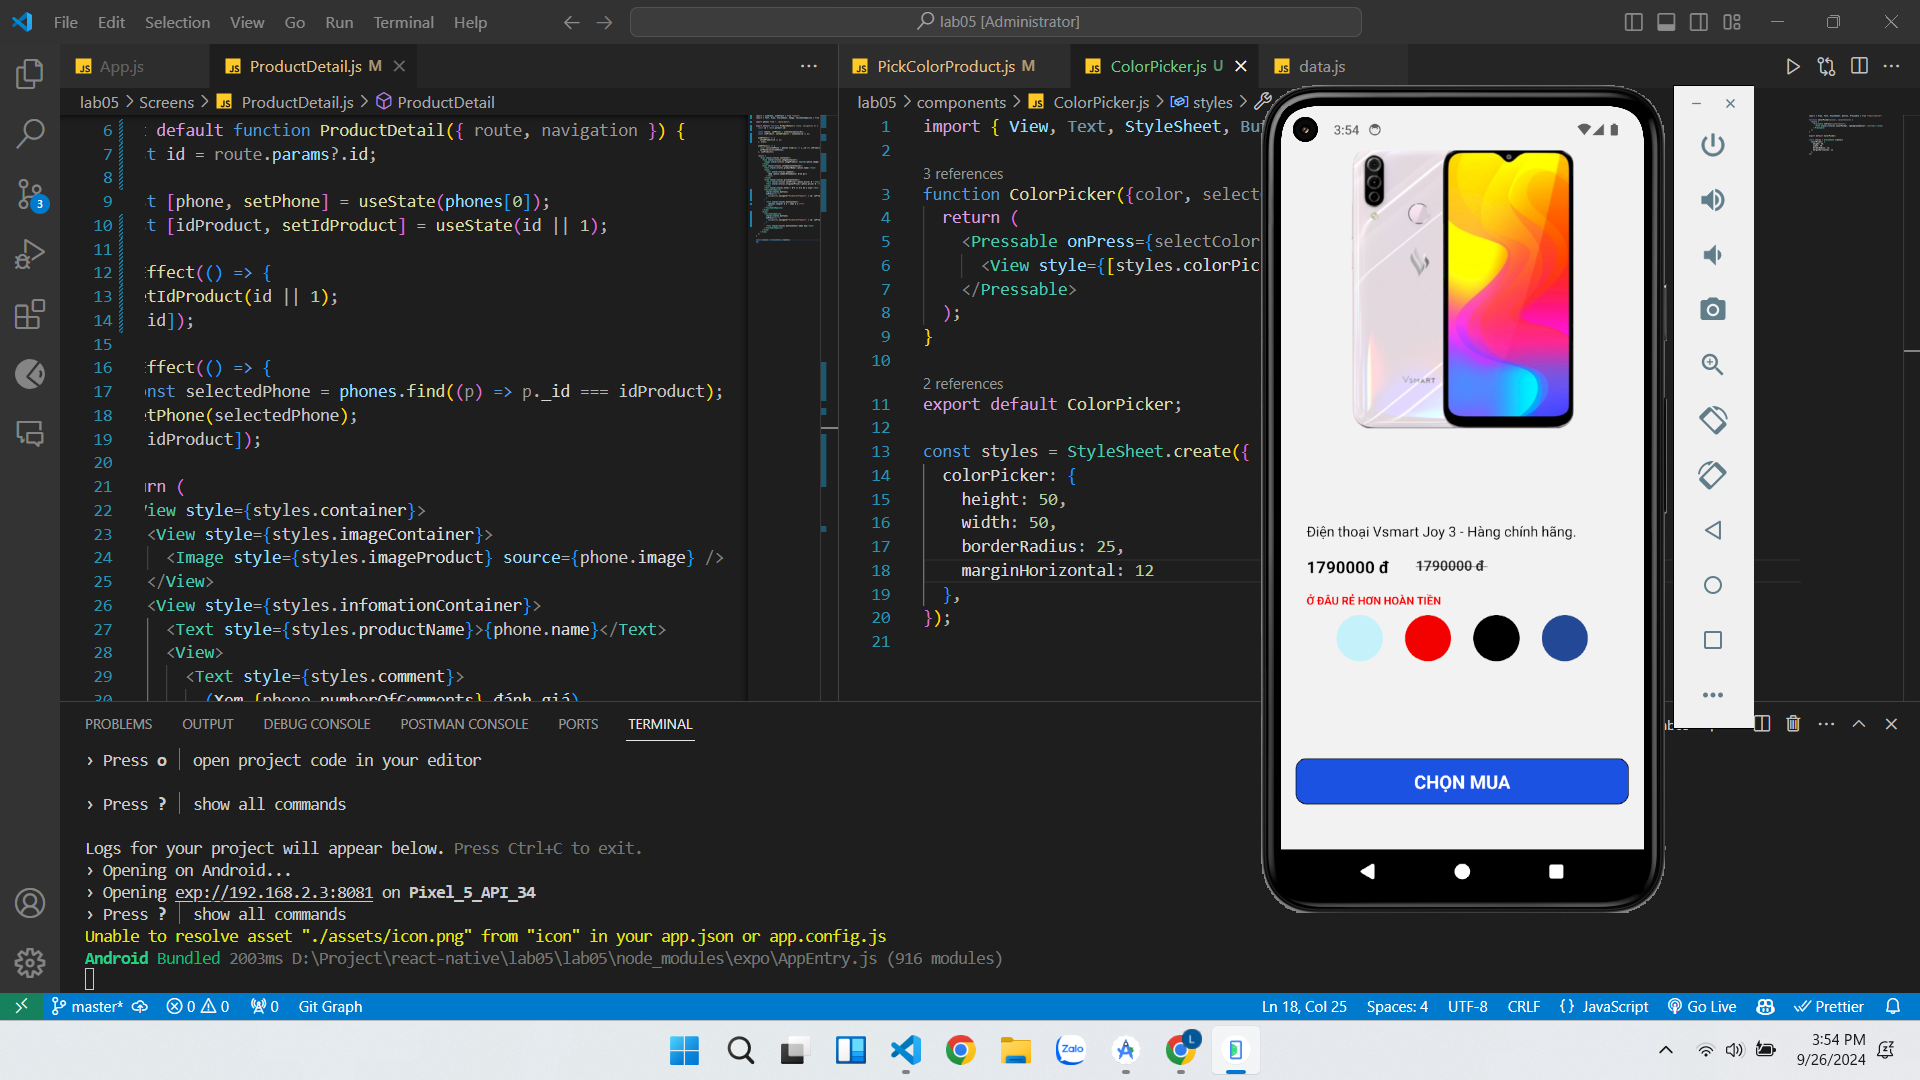 File Edit Selection View Go Run Terminal Help
lab05 [Administrator]
App.js
ProductDetail.js M
PickColorProduct.js M
ColorPicker.js U
data.js
lab05 > Screens > ProductDetail.js > ProductDetail
6 default function ProductDetail({ route, navigation }) {
7 t id = route.params?.id;
8
9 t [phone, setPhone] = useState(phones[0]);
10 t [idProduct, setIdProduct] = useState(id || 1);
11
12 ffect(() => {
13 tIdProduct(id || 1);
14 id]);
15
16 ffect(() => {
17 nst selectedPhone = phones.find((p) => p._id === idProduct);
18 tPhone(selectedPhone);
19 idProduct]);
20
21 rn (
22 iew style={styles.container}>
23 <View style={styles.imageContainer}>
24 <Image style={styles.imageProduct} source={phone.image} />
25 </View>
26 <View style={styles.infomationContainer}>
27 <Text style={styles.productName}>{phone.name}</Text>
28 <View>
29 <Text style={styles.comment}>
30 (Xem {phone.numberOfComments} đánh giá)
lab05 > components > ColorPicker.js > styles >
1 import { View, Text, StyleSheet, Bu
2
3 references
3 function ColorPicker({color, select
4 return (
5 <Pressable onPress={selectColor
6 <View style={[styles.colorPic
7 </Pressable>
8 );
9 }
10
2 references
11 export default ColorPicker;
12
13 const styles = StyleSheet.create({
14 colorPicker: {
15 height: 50,
16 width: 50,
17 borderRadius: 25,
18 marginHorizontal: 12
19 },
20 });
21
3:54
VSMART
Điện thoại Vsmart Joy 3 - Hàng chính hãng.
1790000 đ 1790000 đ
Ở ĐÂU RẺ HƠN HOÀN TIỀN
CHỌN MUA
PROBLEMS OUTPUT DEBUG CONSOLE POSTMAN CONSOLE PORTS TERMINAL
› Press o │ open project code in your editor
› Press ? │ show all commands
Logs for your project will appear below. Press Ctrl+C to exit.
› Opening on Android...
› Opening exp://192.168.2.3:8081 on Pixel_5_API_34
› Press ? │ show all commands
Unable to resolve asset "./assets/icon.png" from "icon" in your app.json or app.config.js
Android Bundled 2003ms D:\Project\react-native\lab05\lab05\node_modules\expo\AppEntry.js (916 modules)
3
master* 0 0 0 Git Graph
Ln 18, Col 25 Spaces: 4 UTF-8 CRLF {} JavaScript Go Live Prettier
Zalo
L
3:54 PM
9/26/2024